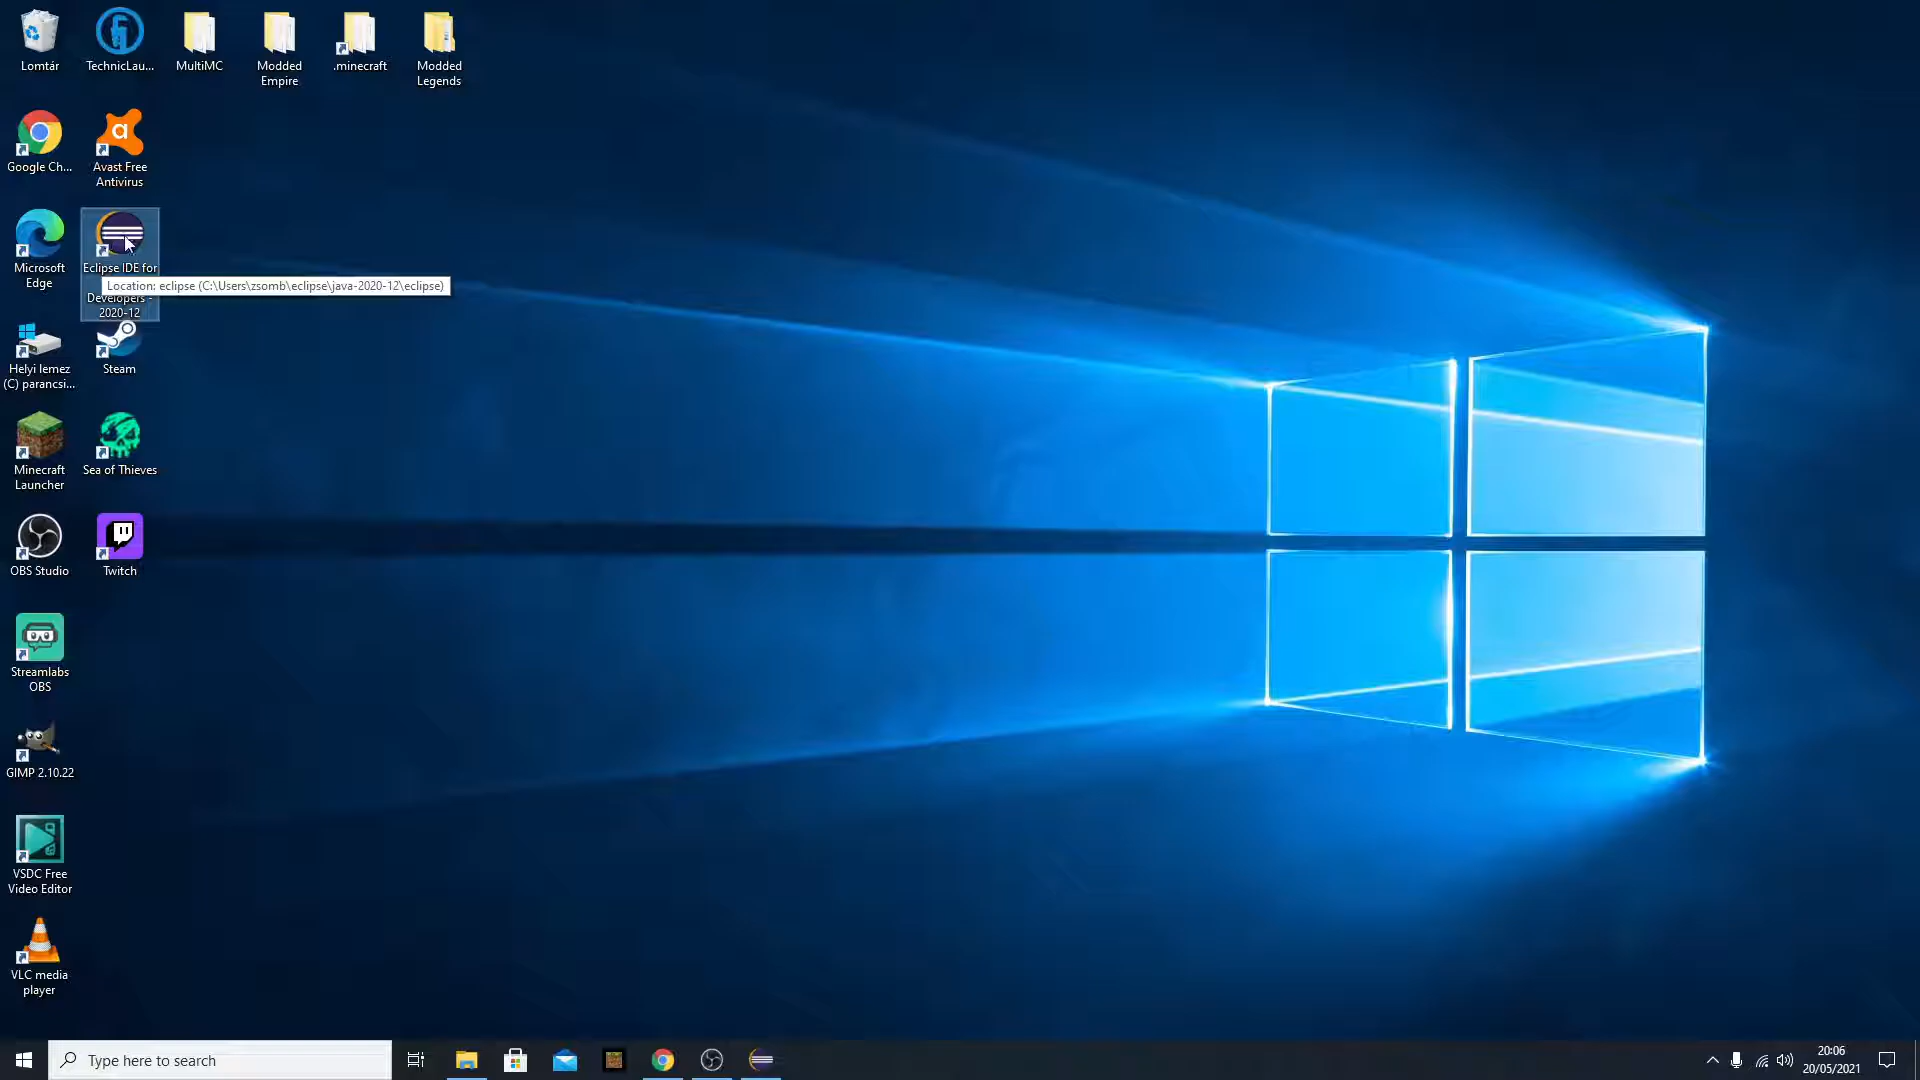 Lomtár
TechnicLau...
MultiMC
Modded
Empire
.minecraft
Modded
Legends
Google Ch...
Avast Free
Antivirus
Microsoft
Edge
Eclipse IDE for
Location: eclipse (C:\Users\zsomb\eclipse\java-2020-12\eclipse)
Developers -
2020-12
Helyi lemez
(C) parancsi...
Steam
Minecraft
Launcher
Sea of Thieves
OBS Studio
Twitch
Streamlabs
OBS
GIMP 2.10.22
VSDC Free
Video Editor
VLC media
player
Type here to search
20:06
20/05/2021